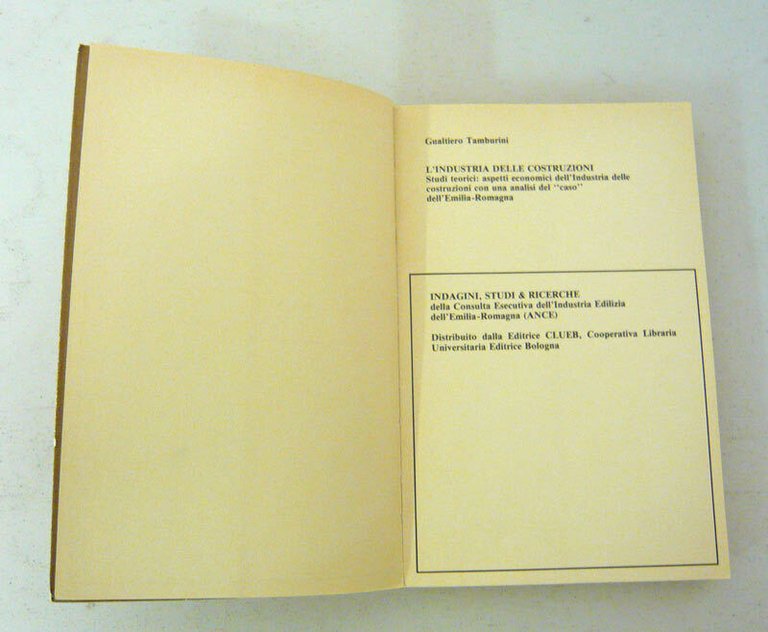 Gualtiero Tamburini
L'INDUSTRIA DELLE COSTRUZIONI
Studi teorici: aspetti economici dell'Industria delle
costruzioni con una analisi del "caso"
dell'Emilia-Romagna
INDAGINI, STUDI & RICERCHE
della Consulta Esecutiva dell'Industria Edilizia
dell'Emilia-Romagna (ANCE)
Distribuito dalla Editrice CLUEB, Cooperativa Libraria
Universitaria Editrice Bologna